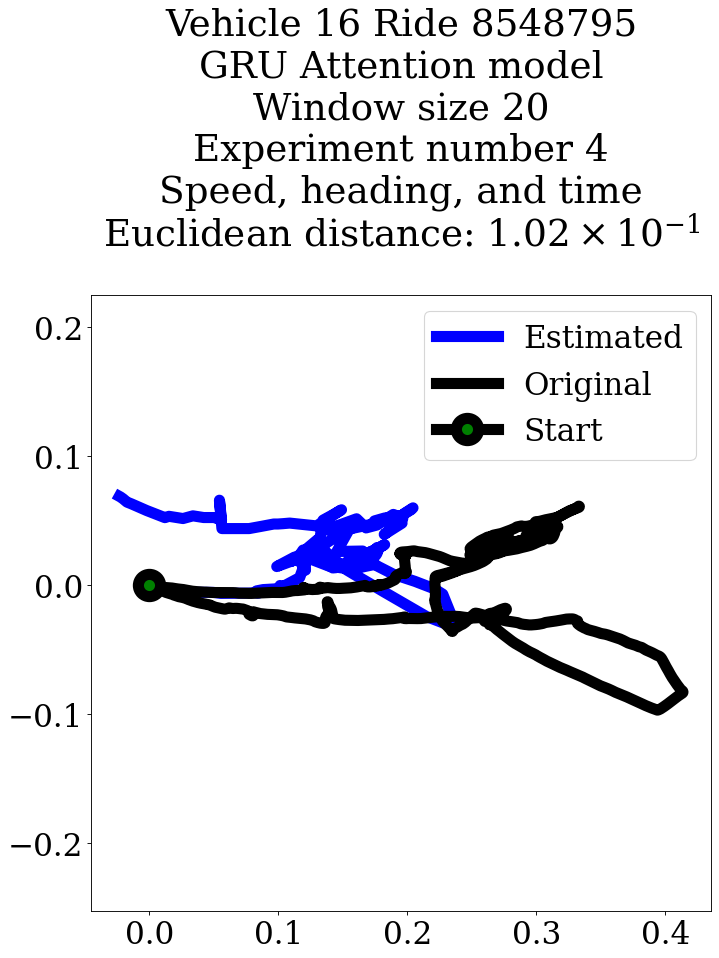 Vehicle 16 Ride 8548795
GRU Attention model
Window size 20
Experiment number 4
Speed, heading, and time
Euclidean distance: 1.02 × 10⁻¹
Estimated
Original
Start
0.2
0.1
0.0
−0.1
−0.2
0.0 0.1 0.2 0.3 0.4